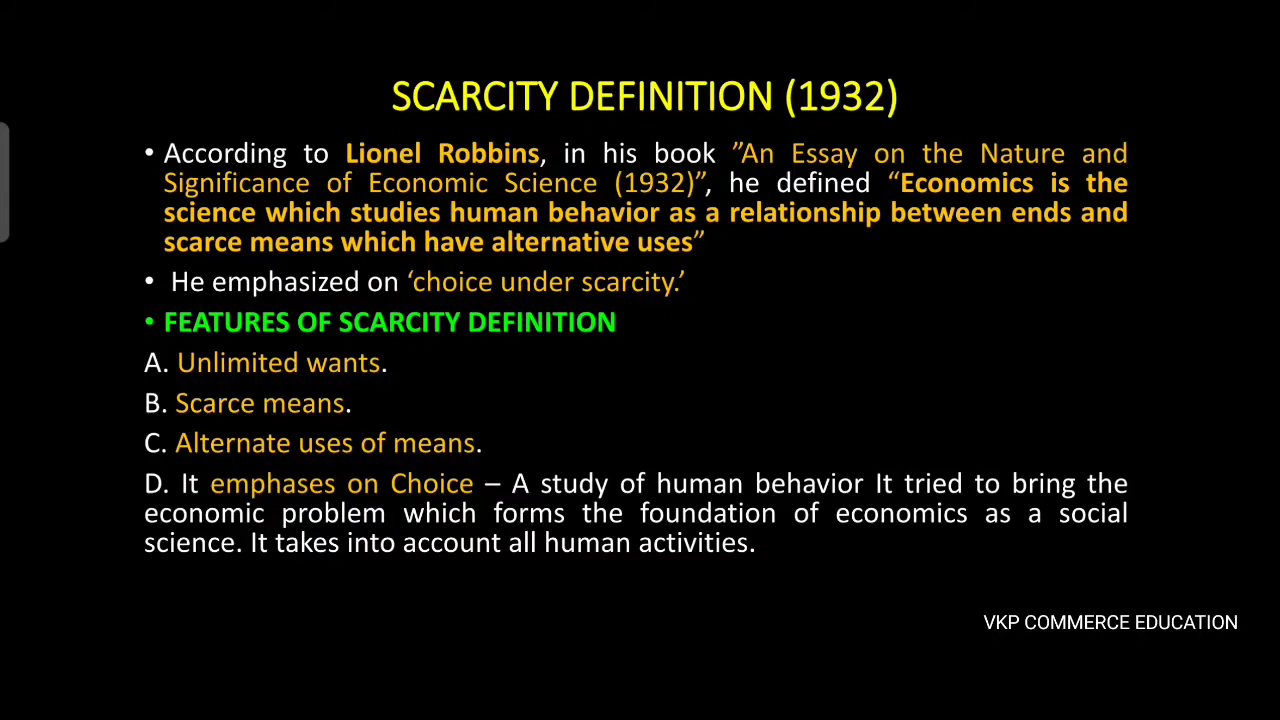 SCARCITY DEFINITION (1932)
• According to Lionel Robbins, in his book ”An Essay on the Nature and
Significance of Economic Science (1932)”, he defined “Economics is the
science which studies human behavior as a relationship between ends and
scarce means which have alternative uses”
• He emphasized on ‘choice under scarcity.’
• FEATURES OF SCARCITY DEFINITION
A. Unlimited wants.
B. Scarce means.
C. Alternate uses of means.
D. It emphases on Choice – A study of human behavior It tried to bring the
economic problem which forms the foundation of economics as a social
science. It takes into account all human activities.
VKP COMMERCE EDUCATION